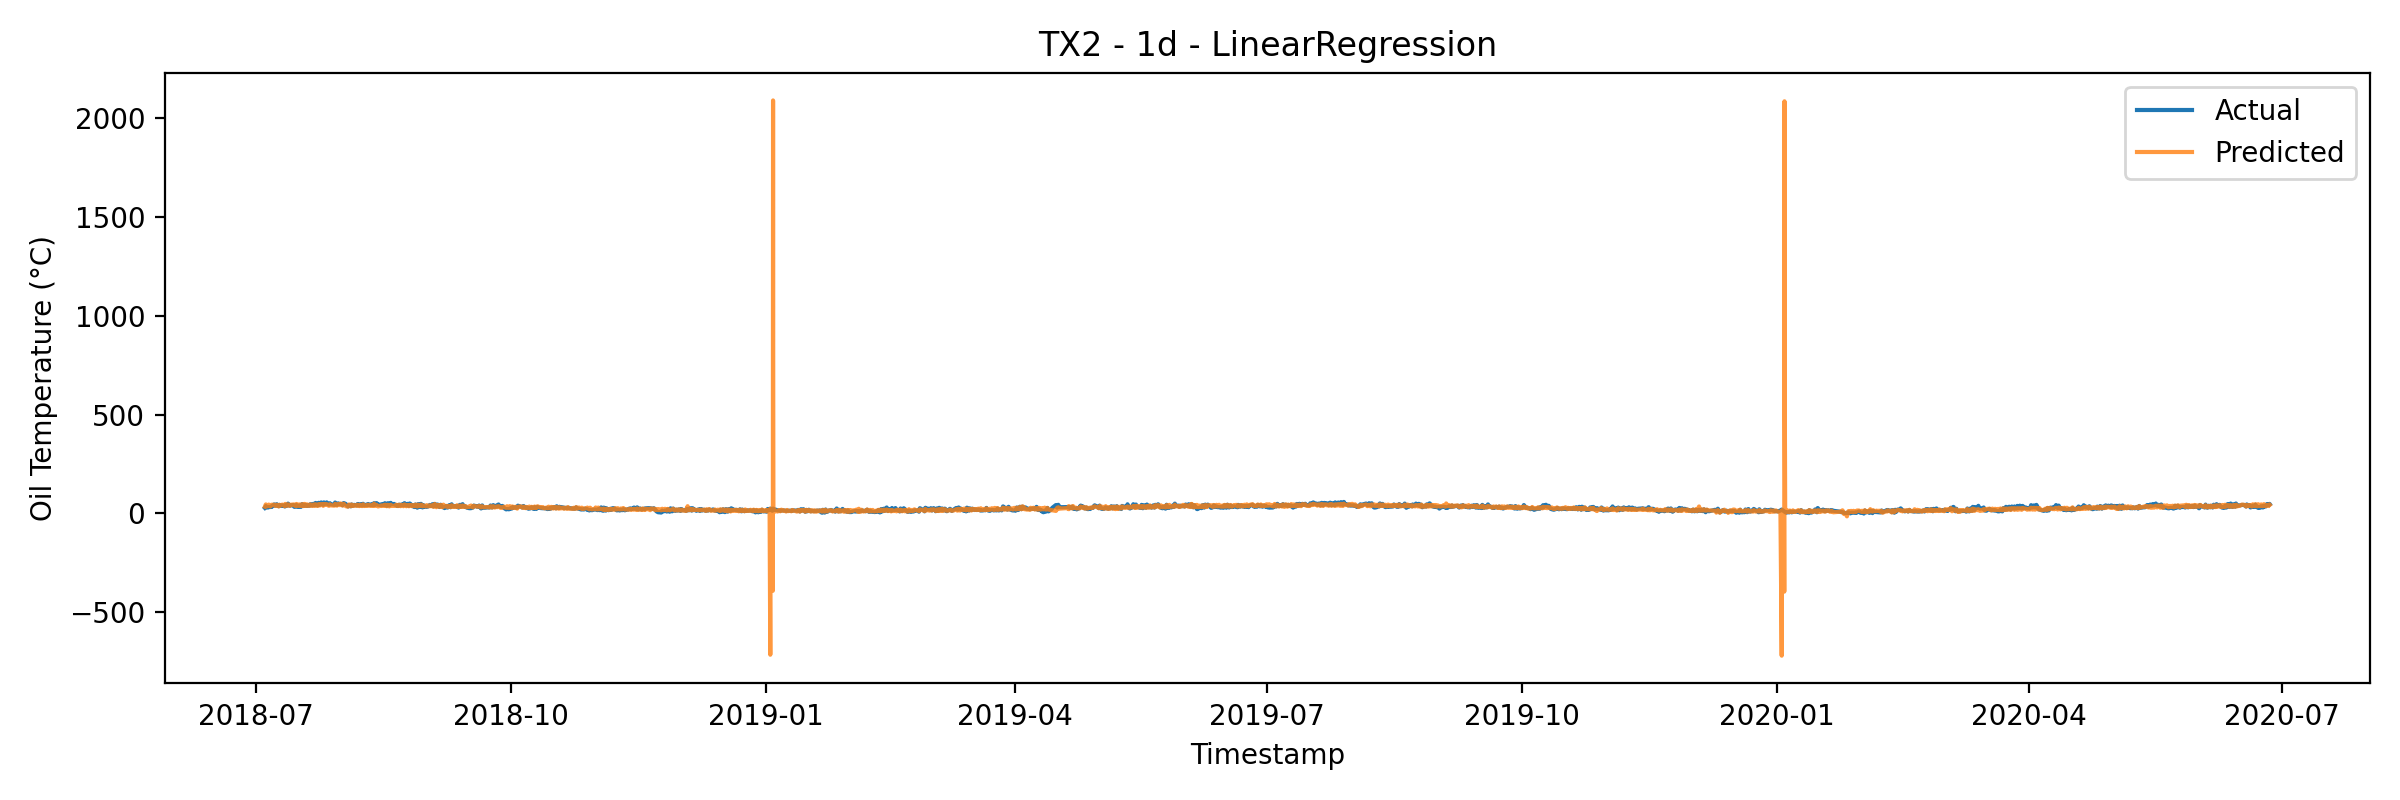 TX2 - 1d - LinearRegression
Actual
Predicted
Oil Temperature (°C)
2000
1500
1000
500
0
−500
2018-07 2018-10 2019-01 2019-04 2019-07 2019-10 2020-01 2020-04 2020-07
Timestamp